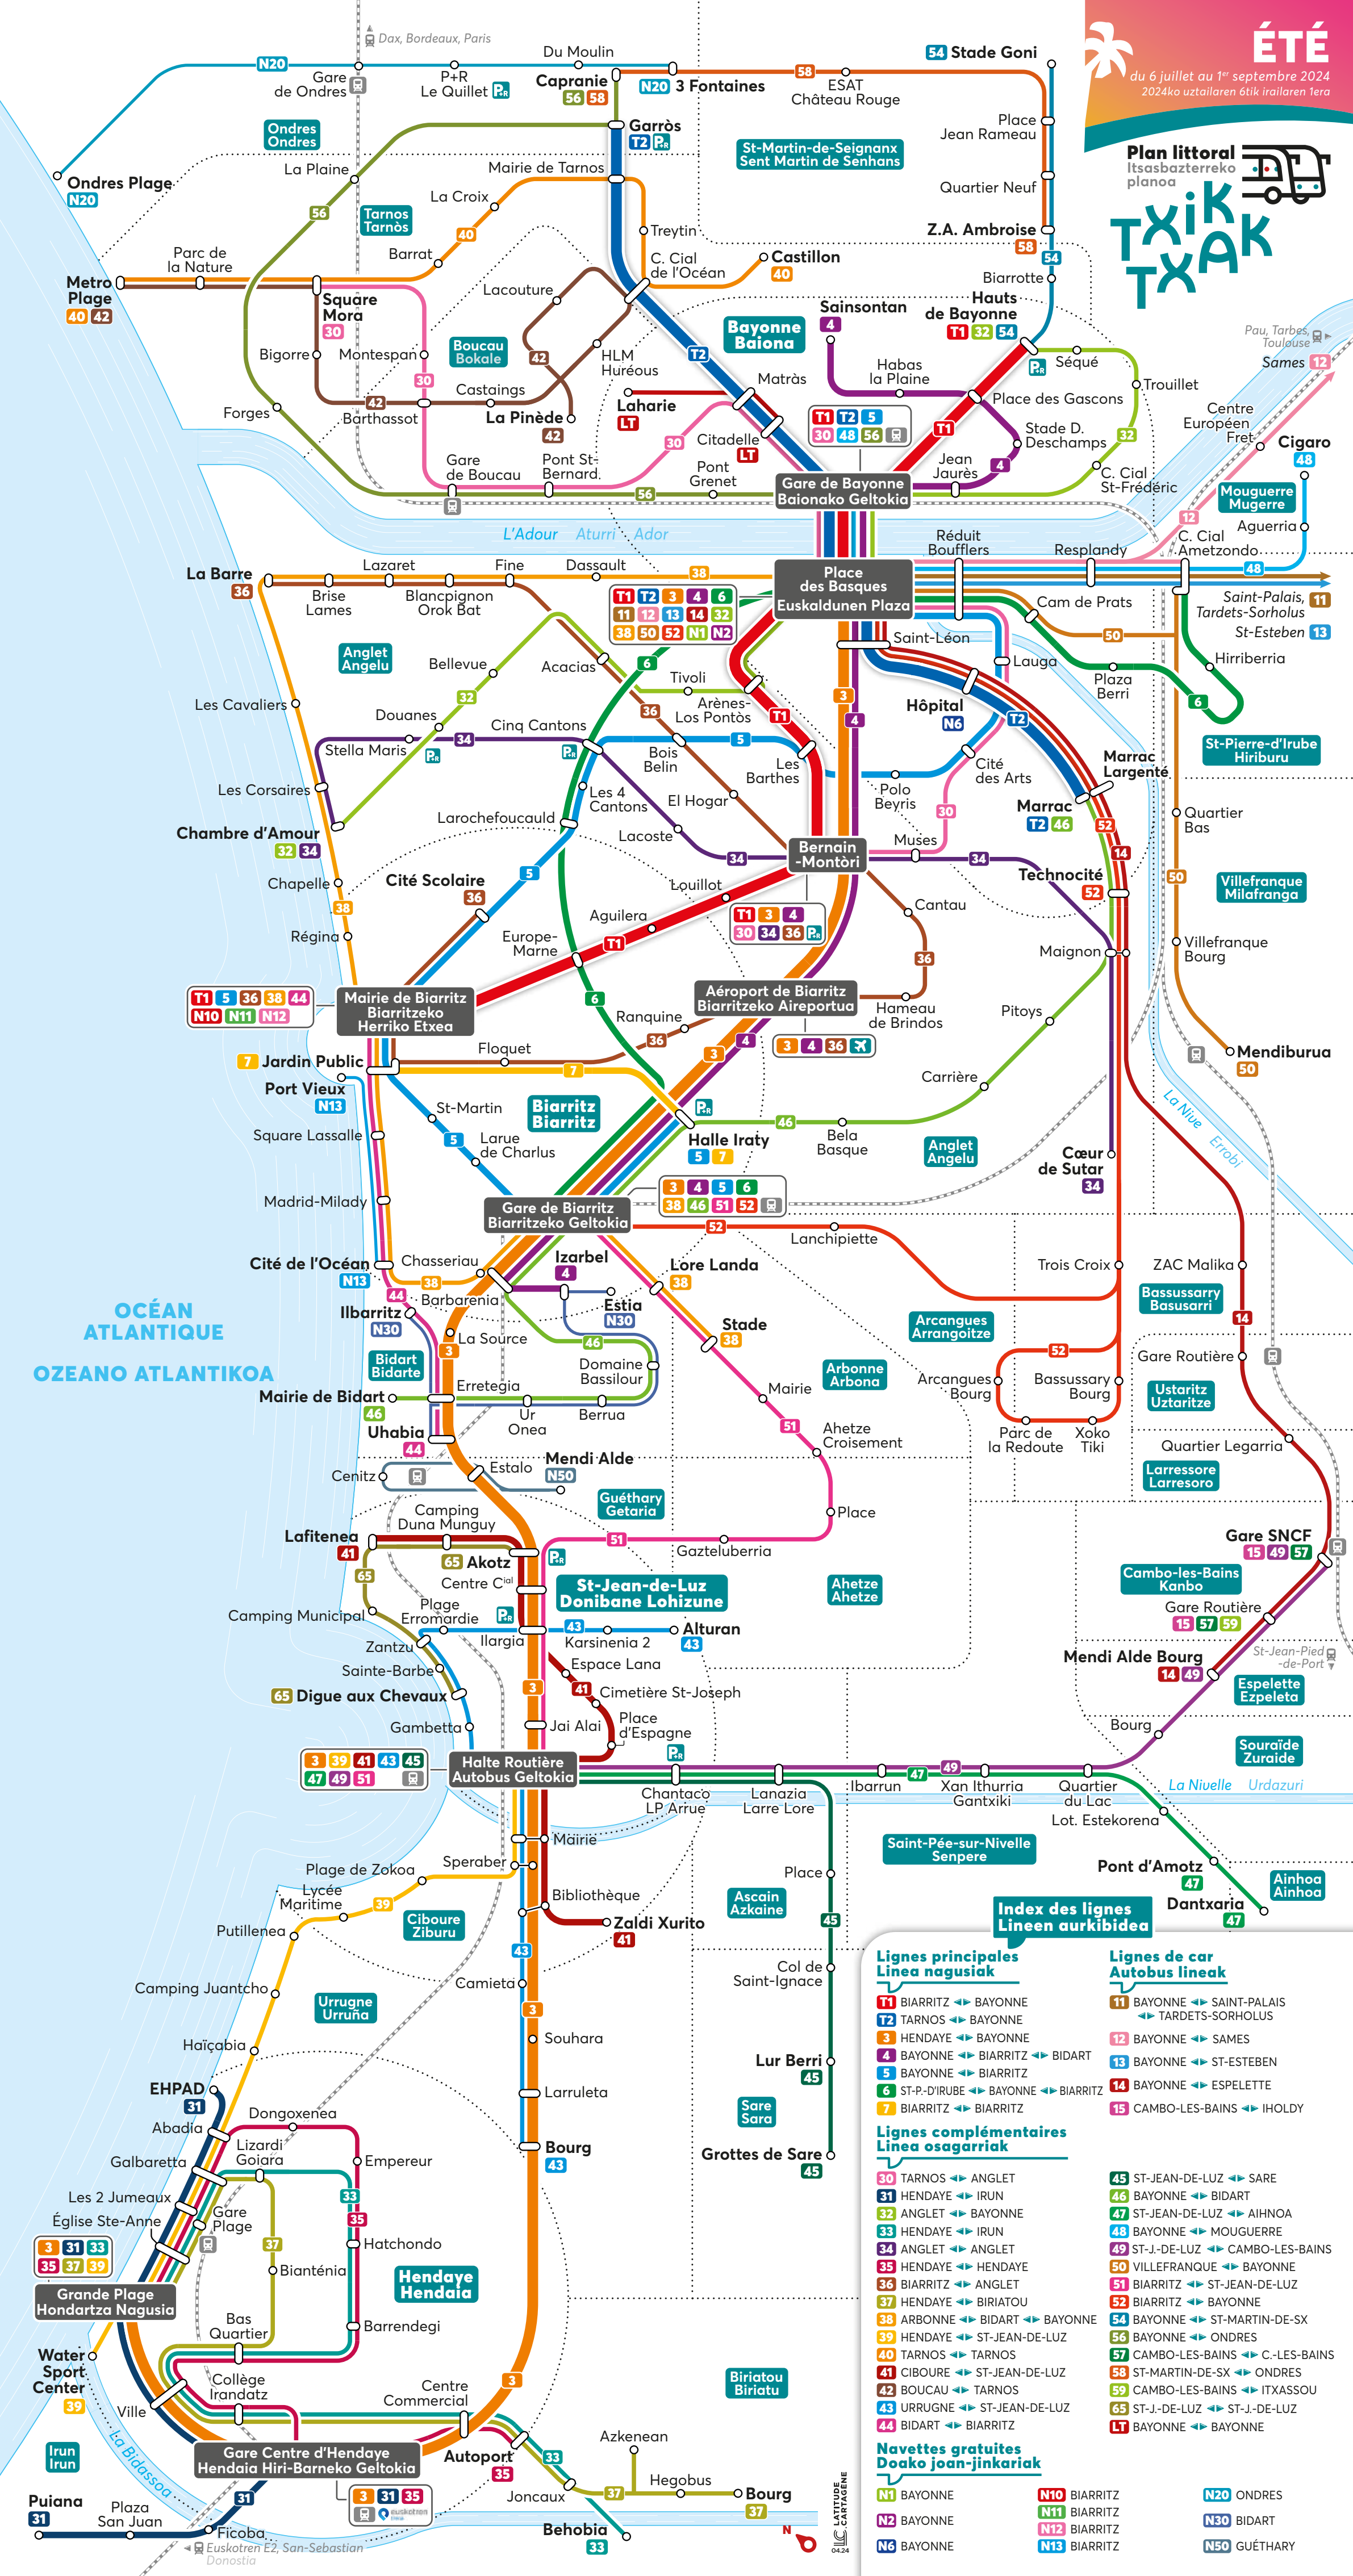 ÉTÉ
du 6 juillet au 1er septembre 2024
2024ko uztailaren 6tik irailaren 1era
Plan littoral
Itsasbazterreko
planoa
TXIK
TXAK
Dax, Bordeaux, Paris
N20
Gare
de Ondres
P+R
Le Quillet
P+R
Du Moulin
Capranie
56 58
N20 3 Fontaines
58
ESAT
Château Rouge
54 Stade Goni
Place
Jean Rameau
Quartier Neuf
Z.A. Ambroise
58
54
Biarrotte
Ondres
Ondres
Ondres Plage
N20
La Plaine
56
Garròs
T2 P+R
St-Martin-de-Seignanx
Sent Martin de Senhans
Mairie de Tarnos
La Croix
40
Barrat
Tarnos
Tarnòs
Treytin
C. Cial
de l'Océan
Castillon
40
Parc de
la Nature
Metro
Plage
40 42
Square
Mora
30
Lacouture
Boucau
Bokale
Bigorre
Montespan
30
42
HLM
Huréous
Castaings
42
Barthassot
La Pinède
42
Forges
T2
Bayonne
Baiona
Sainsontan
4
Hauts
de Bayonne
T1 32 54
P+R
Séqué
Trouillet
32
Habas
la Plaine
Place des Gascons
Stade D.
Deschamps
4
T1
Jean
Jaurès
C. Cial
St-Frédéric
Matràs
Laharie
LT
Citadelle
LT
30
Gare
de Boucau
Pont St-
Bernard
Pont
Grenet
56
T1 T2 5
30 48 56
Gare de Bayonne
Baionako Geltokia
Pau, Tarbes,
Toulouse
Sames 12
Centre
Européen
Fret
Cigaro
48
Mouguerre
Mugerre
12
Aguerria
C. Cial
Ametzondo
48
L'Adour Aturri Ador
Réduit
Boufflers
Resplandy
Saint-Palais, 11
Tardets-Sorholus
St-Esteben 13
La Barre
36
Brise
Lames
Lazaret
Blancpignon
Orok Bat
Fine
Dassault
38
Place
des Basques
Euskaldunen Plaza
T1 T2 3 4 6
11 12 13 14 32
38 50 52 N1 N2
Cam de Prats
50
Saint-Léon
Lauga
Plaza
Berri
Hirriberria
6
Anglet
Angelu
Bellevue
Acacias
6
Tivoli
Arènes-
Los Pontòs
36
T1
3
4
Hôpital
N6
T2
Les Cavaliers
32
Douanes
P+R
Stella Maris
34
Cinq Cantons
P+R
Bois
Belin
5
Les
Barthes
Polo
Beyris
Cité
des Arts
30
Marrac
Largenté
Marrac
T2 46
52
14
St-Pierre-d'Irube
Hiriburu
Les Corsaires
Les 4
Cantons
El Hogar
Larochefoucauld
Lacoste
34
Chambre d'Amour
32 34
Bernain
-Montòri
Muses
34
Technocité
52
Quartier
Bas
50
Villefranque
Milafranga
Chapelle
38
Cité Scolaire
36
5
Louillot
Aguilera
T1
T1 3 4
30 34 36 P+R
Cantau
36
Régina
Europe-
Marne
Maignon
Villefranque
Bourg
T1 5 36 38 44
N10 N11 N12
Mairie de Biarritz
Biarritzeko
Herriko Etxea
6
Aéroport de Biarritz
Biarritzeko Aireportua
3 4 36
Hameau
de Brindos
Pitoys
Ranquine
36
3
4
7 Jardin Public
Port Vieux
N13
Floquet
7
Carrière
Mendiburua
50
St-Martin
5
Biarritz
Biarritz
P+R
Halle Iraty
5 7
46
Bela
Basque
Anglet
Angelu
La Nive Errobi
Square Lassalle
Larue
de Charlus
Cœur
de Sutar
34
Madrid-Milady
Gare de Biarritz
Biarritzeko Geltokia
3 4 5 6
38 46 51 52
52
Lanchipiette
Cité de l'Océan
N13
Chasseriau
38
Izarbel
4
Lore Landa
38
Trois Croix
ZAC Malika
Bassussarry
Basusarri
44
Barbarenia
Estia
N30
Ilbarritz
N30
Stade
38
Arcangues
Arrangoitze
14
OCÉAN
ATLANTIQUE
OZEANO ATLANTIKOA
3
La Source
46
Bidart
Bidarte
Domaine
Bassilour
Arbonne
Arbona
52
Gare Routière
Mairie de Bidart
46
Erretegia
Ur
Onea
Berrua
Mairie
Arcangues
Bourg
Bassussary
Bourg
Ustaritz
Uztaritze
Uhabia
44
51
Ahetze
Croisement
Parc de
la Redoute
Xoko
Tiki
Quartier Legarria
Cenitz
Estalo
Mendi Alde
N50
Larressore
Larresoro
Guéthary
Getaria
Place
Camping
Duna Munguy
Lafitenea
41
65 Akotz
P+R
51
Gazteluberria
Gare SNCF
15 49 57
65
Centre Cial
St-Jean-de-Luz
Donibane Lohizune
Ahetze
Ahetze
Cambo-les-Bains
Kanbo
Plage
Erromardie
P+R
Camping Municipal
Gare Routière
15 57 59
Zantzu
Ilargia
43
Karsinenia 2
Alturan
43
Mendi Alde Bourg
14 49
St-Jean-Pied
-de-Port
Sainte-Barbe
Espace Lana
41
Cimetière St-Joseph
Espelette
Ezpeleta
65 Digue aux Chevaux
3
Gambetta
Jai Alai
Place
d'Espagne
Bourg
Souraïde
Zuraide
3 39 41 43 45
47 49 51
Halte Routière
Autobus Geltokia
P+R
Chantaco
LP Arrue
Lanazia
Larre Lore
Ibarrun
47
49
Xan Ithurria
Gantxiki
Quartier
du Lac
La Nivelle Urdazuri
Lot. Estekorena
Mairie
Speraber
Plage de Zokoa
Saint-Pée-sur-Nivelle
Senpere
Place
Pont d'Amotz
47
Ainhoa
Ainhoa
Dantxaria
47
Lycée
Maritime
39
Bibliothèque
Zaldi Xurito
41
Ascain
Azkaine
45
Putillenea
Ciboure
Ziburu
43
Col de
Saint-Ignace
Camping Juantcho
Camieta
Urrugne
Urruña
3
Haïçabia
Souhara
Lur Berri
45
EHPAD
31
Larruleta
Sare
Sara
Abadia
Dongoxenea
Bourg
43
Grottes de Sare
45
Galbaretta
Lizardi
Goiara
Empereur
Les 2 Jumeaux
33
35
Église Ste-Anne
Gare
Plage
37
Hatchondo
3 31 33
35 37 39
Bianténia
Hendaye
Hendaia
Grande Plage
Hondartza Nagusia
Bas
Quartier
Barrendegi
Water
Sport
Center
39
3
Collège
Irandatz
Centre
Commercial
Ville
Biriatou
Biriatu
Irun
Irun
La Bidassoa
Gare Centre d'Hendaye
Hendaia Hiri-Barneko Geltokia
3 31 35
euskotren
Autoport
35
33
Azkenean
37
Hegobus
Bourg
37
Joncaux
Puiana
31
Plaza
San Juan
31
Ficoba
Behobia
33
Euskotren E2, San-Sebastian
Donostia
N
LATITUDE
CARTAGÈNE
04.24
Index des lignes
Lineen aurkibidea
Lignes principales
Linea nagusiak
T1 BIARRITZ BAYONNE
T2 TARNOS BAYONNE
3 HENDAYE BAYONNE
4 BAYONNE BIARRITZ BIDART
5 BAYONNE BIARRITZ
6 ST-P.-D'IRUBE BAYONNE BIARRITZ
7 BIARRITZ BIARRITZ
Lignes de car
Autobus lineak
11 BAYONNE SAINT-PALAIS
TARDETS-SORHOLUS
12 BAYONNE SAMES
13 BAYONNE ST-ESTEBEN
14 BAYONNE ESPELETTE
15 CAMBO-LES-BAINS IHOLDY
Lignes complémentaires
Linea osagarriak
30 TARNOS ANGLET
31 HENDAYE IRUN
32 ANGLET BAYONNE
33 HENDAYE IRUN
34 ANGLET ANGLET
35 HENDAYE HENDAYE
36 BIARRITZ ANGLET
37 HENDAYE BIRIATOU
38 ARBONNE BIDART BAYONNE
39 HENDAYE ST-JEAN-DE-LUZ
40 TARNOS TARNOS
41 CIBOURE ST-JEAN-DE-LUZ
42 BOUCAU TARNOS
43 URRUGNE ST-JEAN-DE-LUZ
44 BIDART BIARRITZ
45 ST-JEAN-DE-LUZ SARE
46 BAYONNE BIDART
47 ST-JEAN-DE-LUZ AIHNOA
48 BAYONNE MOUGUERRE
49 ST-J.-DE-LUZ CAMBO-LES-BAINS
50 VILLEFRANQUE BAYONNE
51 BIARRITZ ST-JEAN-DE-LUZ
52 BIARRITZ BAYONNE
54 BAYONNE ST-MARTIN-DE-SX
56 BAYONNE ONDRES
57 CAMBO-LES-BAINS C.-LES-BAINS
58 ST-MARTIN-DE-SX ONDRES
59 CAMBO-LES-BAINS ITXASSOU
65 ST-J.-DE-LUZ ST-J.-DE-LUZ
LT BAYONNE BAYONNE
Navettes gratuites
Doako joan-jinkariak
N1 BAYONNE
N2 BAYONNE
N6 BAYONNE
N10 BIARRITZ
N11 BIARRITZ
N12 BIARRITZ
N13 BIARRITZ
N20 ONDRES
N30 BIDART
N50 GUÉTHARY